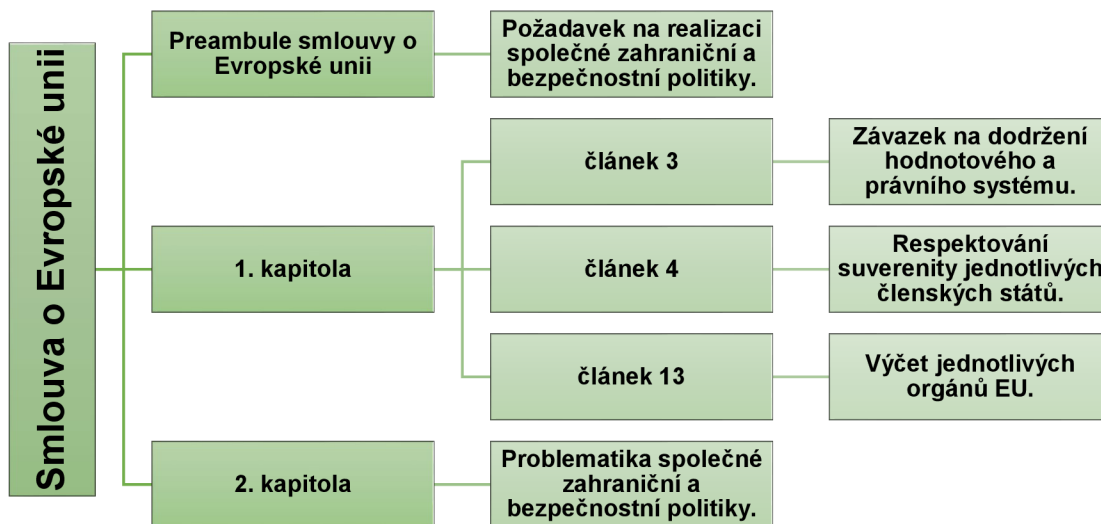 Smlouva o Evropské unii
Preambule smlouvy o
Evropské unii
Požadavek na realizaci
společné zahraniční a
bezpečnostní politiky.
1. kapitola
článek 3
Závazek na dodržení
hodnotového a
právního systému.
článek 4
Respektování
suverenity jednotlivých
členských států.
článek 13
Výčet jednotlivých
orgánů EU.
2. kapitola
Problematika společné
zahraniční a
bezpečnostní politiky.